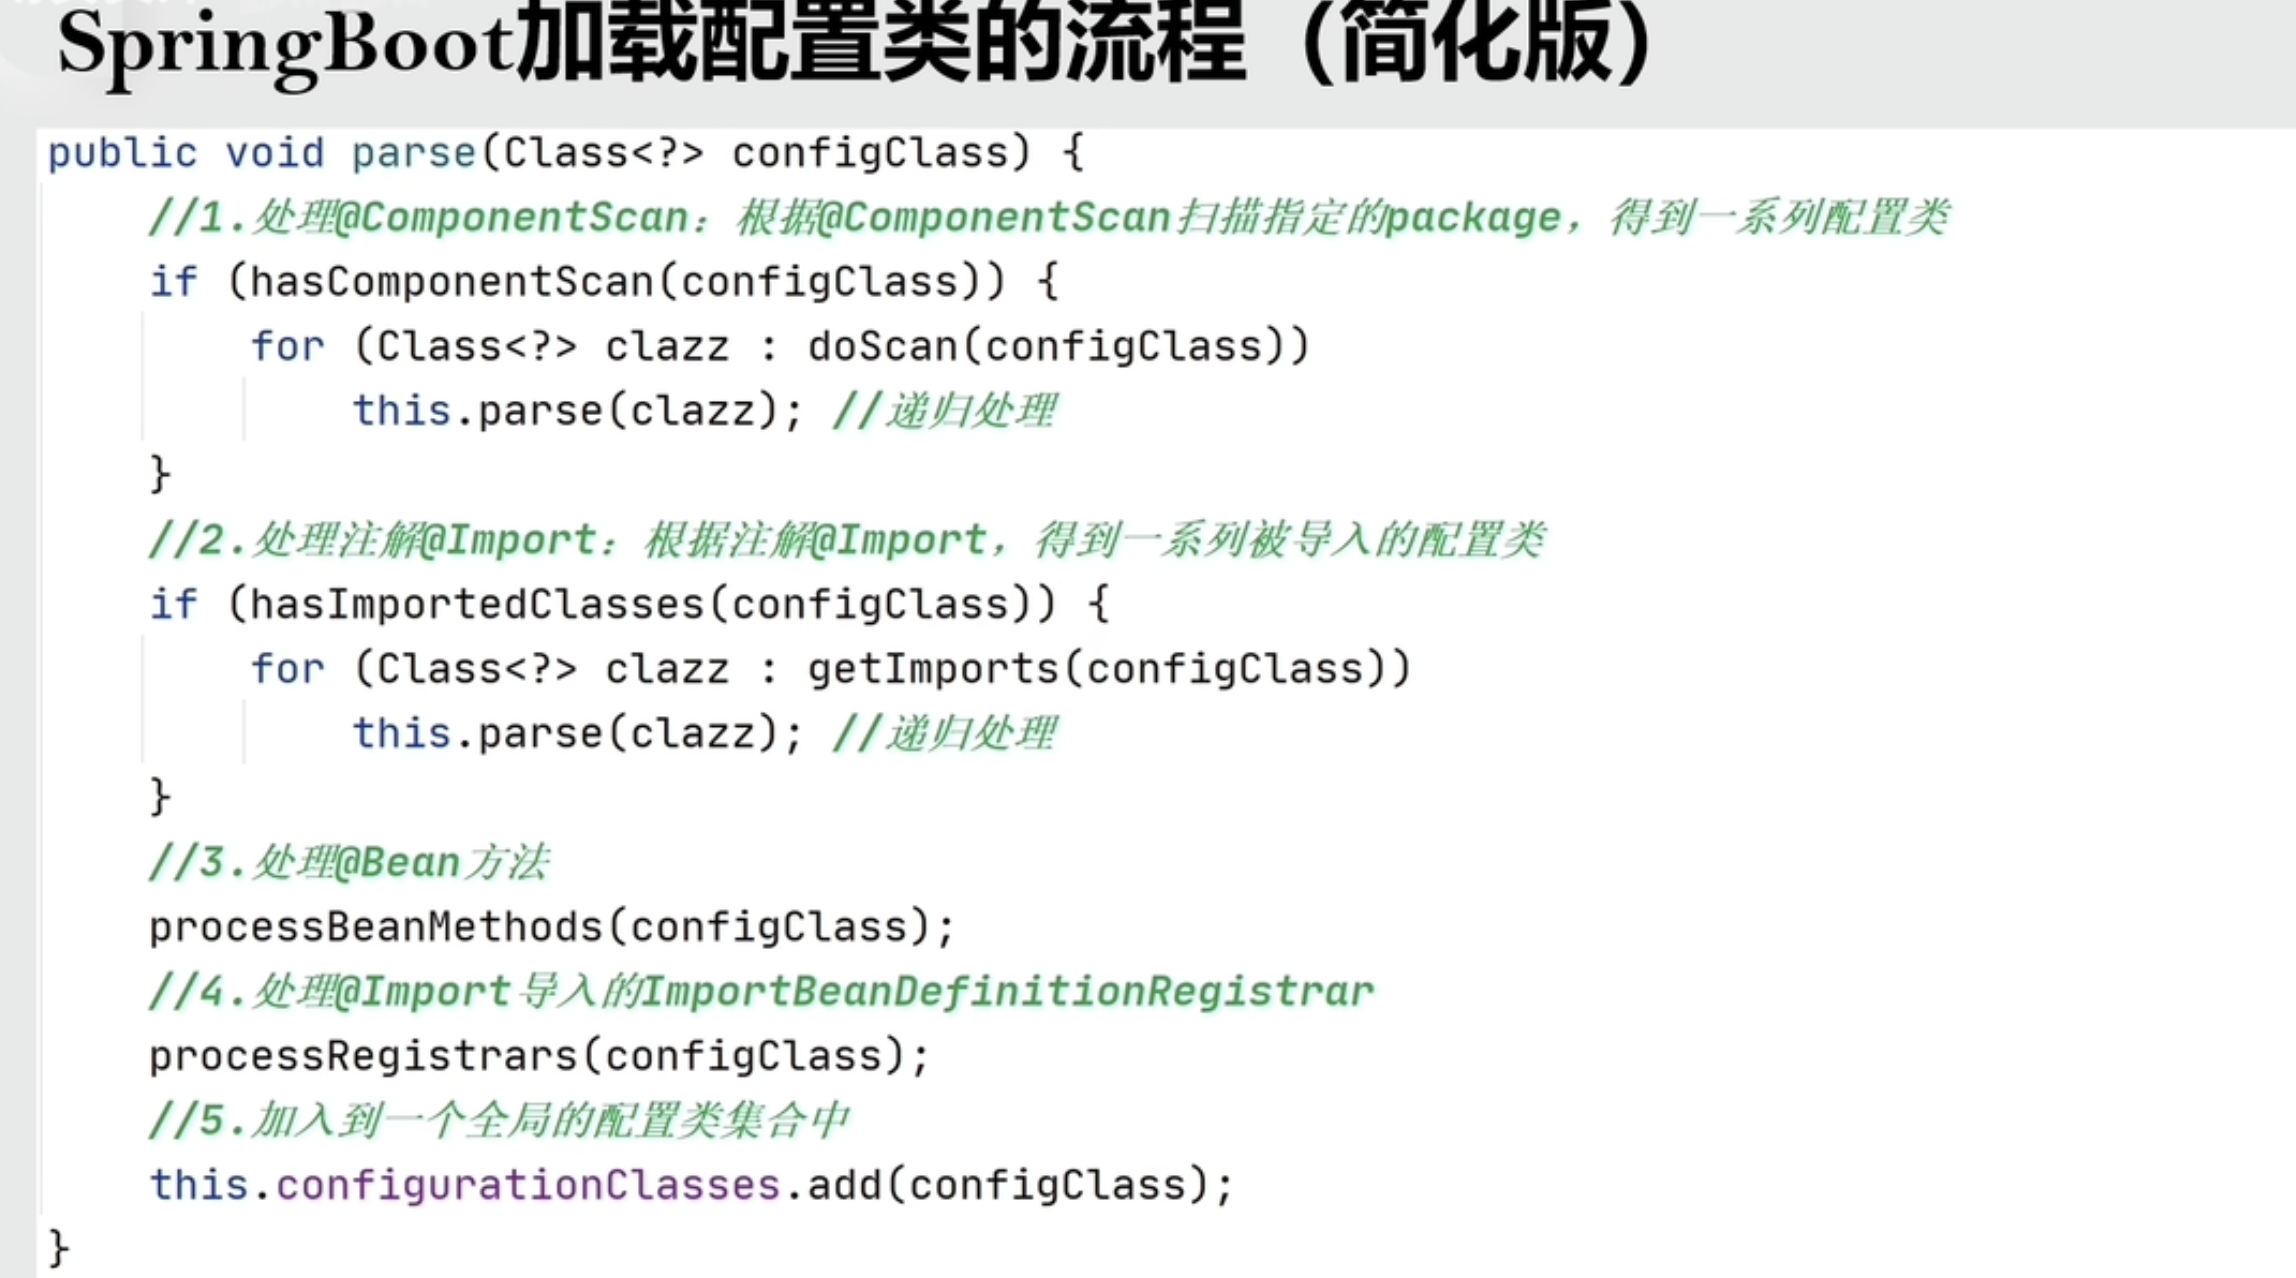 SpringBoot加载配置类的流程（简化版）
public void parse(Class<?> configClass) {
//1.处理@ComponentScan：根据@ComponentScan扫描指定的package，得到一系列配置类
if (hasComponentScan(configClass)) {
for (Class<?> clazz : doScan(configClass))
this.parse(clazz); //递归处理
}
//2.处理注解@Import：根据注解@Import，得到一系列被导入的配置类
if (hasImportedClasses(configClass)) {
for (Class<?> clazz : getImports(configClass))
this.parse(clazz); //递归处理
}
//3.处理@Bean方法
processBeanMethods(configClass);
//4.处理@Import导入的ImportBeanDefinitionRegistrar
processRegistrars(configClass);
//5.加入到一个全局的配置类集合中
this.configurationClasses.add(configClass);
}